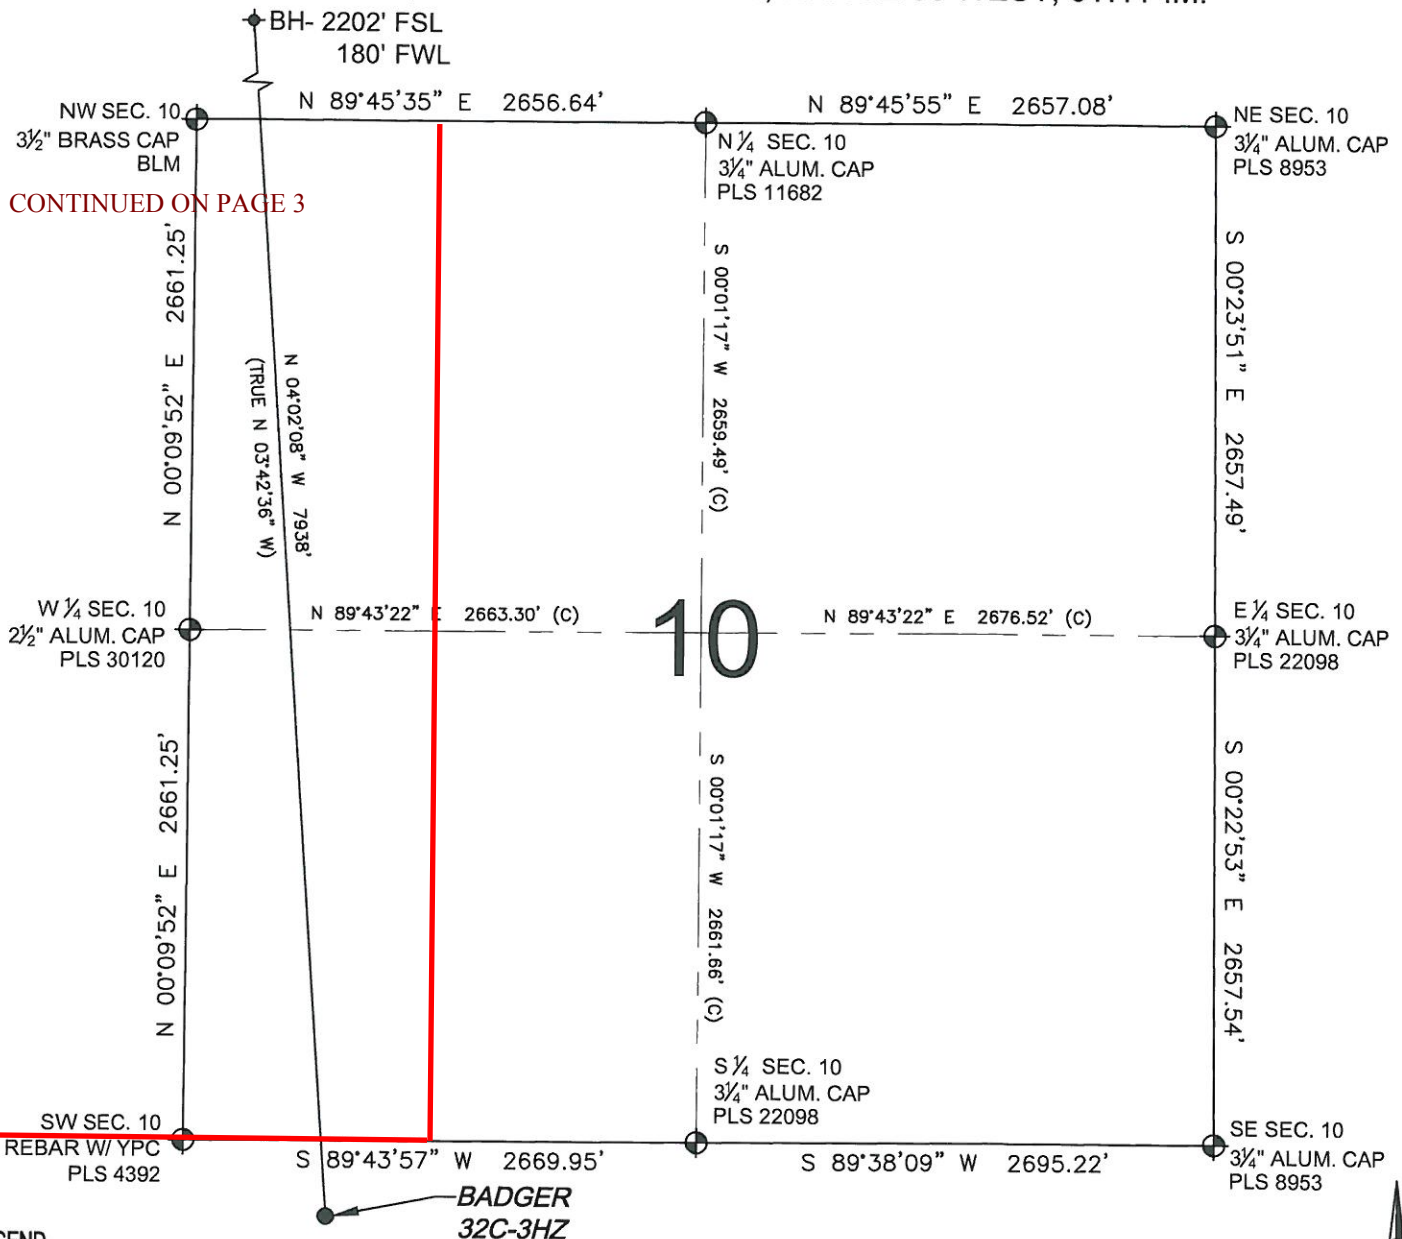 BH- 2202' FSL
180' FWL
N 89°45'35" E 2656.64'
N 89°45'55" E 2657.08'
NW SEC. 10
3½" BRASS CAP
BLM
N ¼ SEC. 10
3¼" ALUM. CAP
PLS 11682
NE SEC. 10
3¼" ALUM. CAP
PLS 8953
CONTINUED ON PAGE 3
N 00°09'52" E 2661.25'
N 04°02'08" W 7938'
(TRUE N 03°42'36" W)
S 00°01'17" W 2659.49' (C)
S 00°23'51" E 2657.49'
W ¼ SEC. 10
2½" ALUM. CAP
PLS 30120
N 89°43'22" E 2663.30' (C)
10
N 89°43'22" E 2676.52' (C)
E ¼ SEC. 10
3¼" ALUM. CAP
PLS 22098
N 00°09'52" E 2661.25'
S 00°01'17" W 2661.66' (C)
S 00°22'53" E 2657.54'
S ¼ SEC. 10
3¼" ALUM. CAP
PLS 22098
SW SEC. 10
REBAR W/ YPC
PLS 4392
S 89°43'57" W 2669.95'
S 89°38'09" W 2695.22'
SE SEC. 10
3¼" ALUM. CAP
PLS 8953
BADGER
32C-3HZ